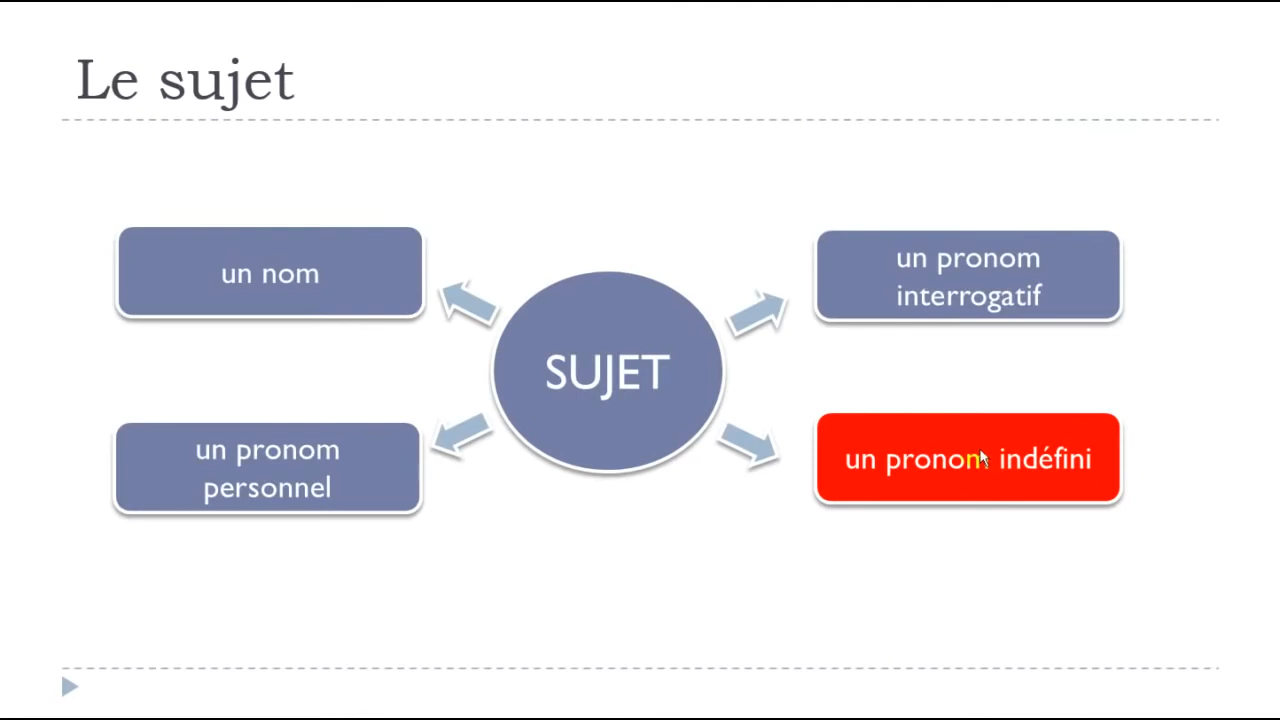 Le sujet
un nom
un pronom
interrogatif
SUJET
un pronom
personnel
un pronom indéfini